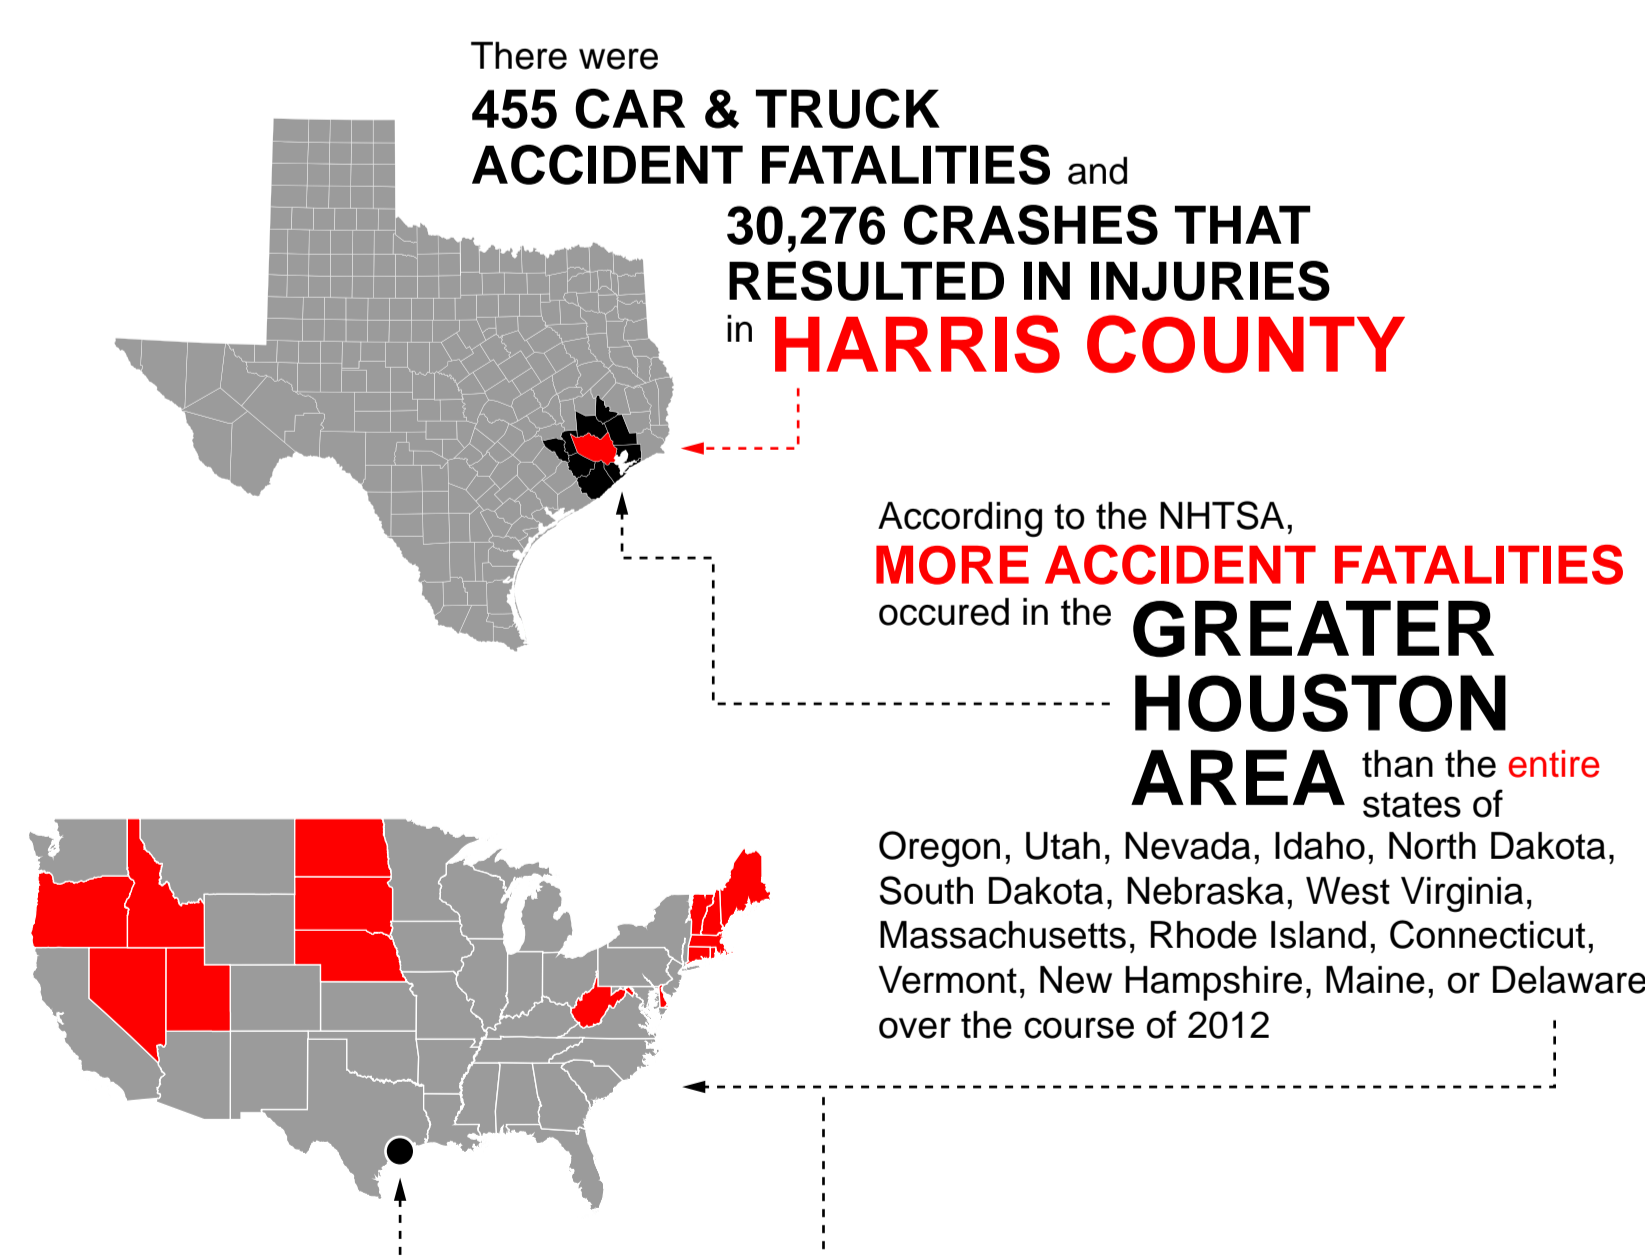 There were
455 CAR & TRUCK
ACCIDENT FATALITIES and
30,276 CRASHES THAT
RESULTED IN INJURIES
in HARRIS COUNTY
According to the NHTSA,
MORE ACCIDENT FATALITIES
occured in the GREATER
HOUSTON
AREA than the entire
states of
Oregon, Utah, Nevada, Idaho, North Dakota,
South Dakota, Nebraska, West Virginia,
Massachusetts, Rhode Island, Connecticut,
Vermont, New Hampshire, Maine, or Delaware
over the course of 2012